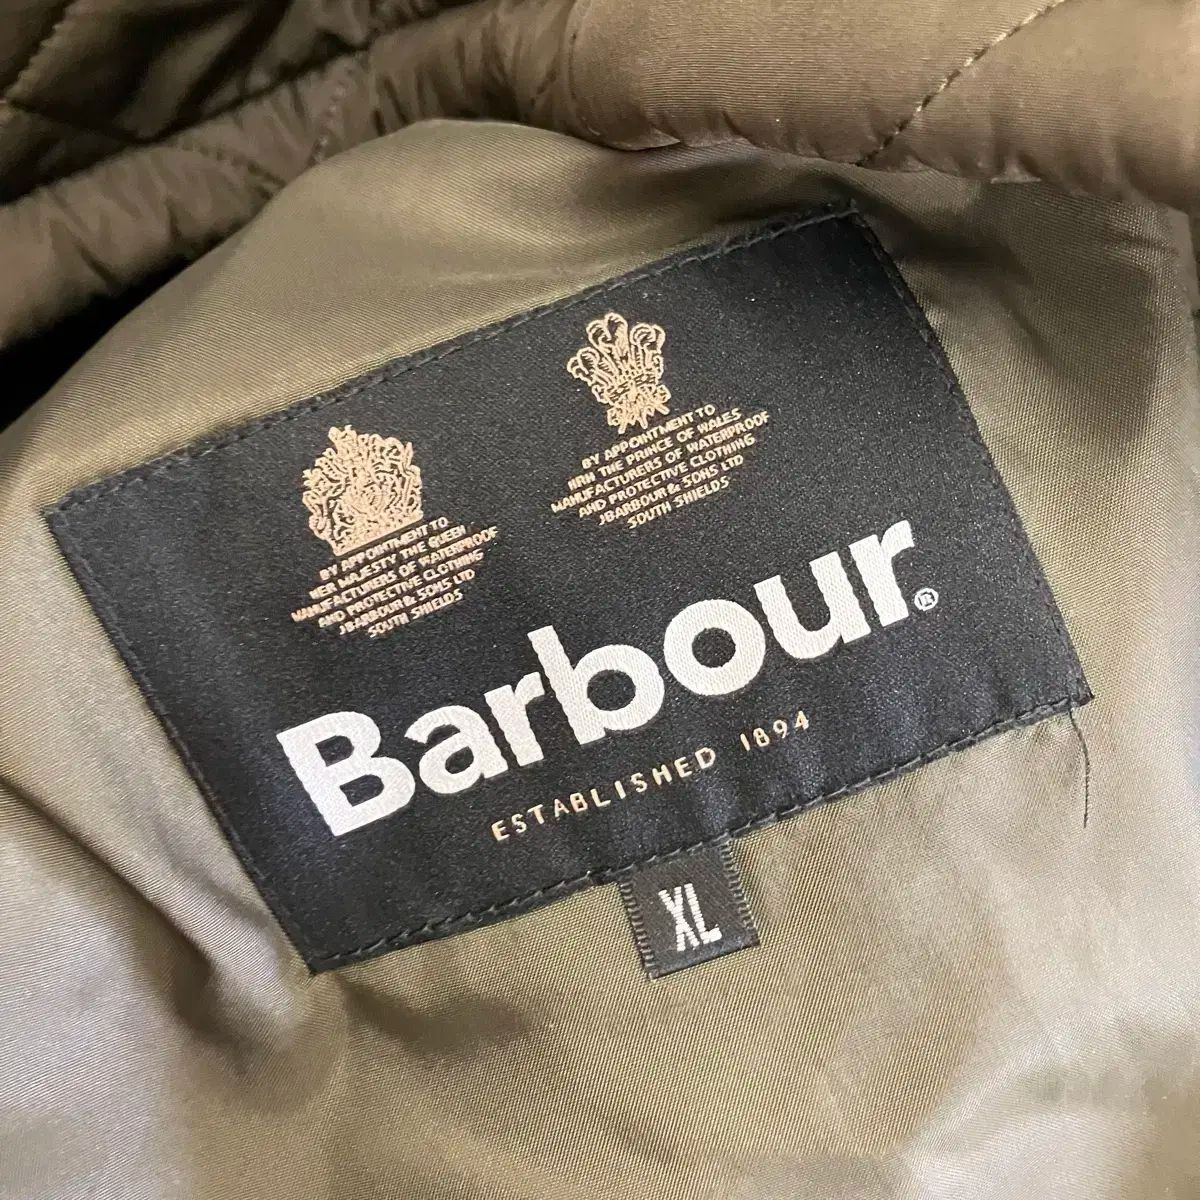 BY APPOINTMENT TO
HER MAJESTY THE QUEEN
MANUFACTURERS OF WATERPROOF
AND PROTECTIVE CLOTHING
JBARBOUR & SONS LTD
SOUTH SHIELDS
BY APPOINTMENT TO
HRH THE PRINCE OF WALES
MANUFACTURERS OF WATERPROOF
AND PROTECTIVE CLOTHING
JBARBOUR & SONS LTD
SOUTH SHIELDS
Barbour®
ESTABLISHED 1894
XL